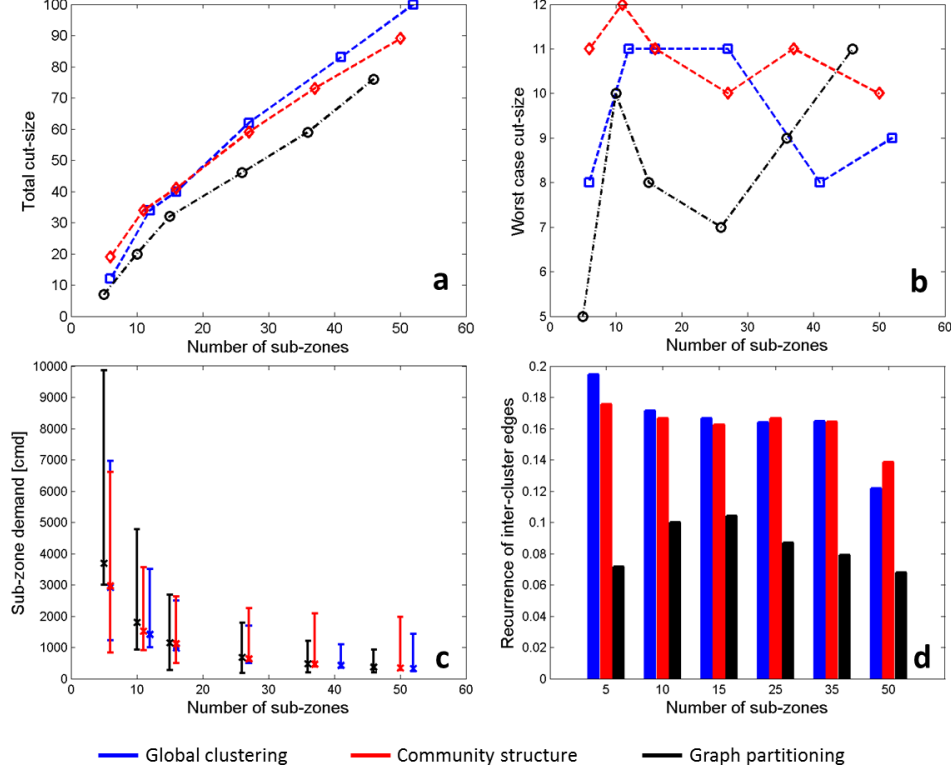 100
90
80
70
60
50
40
30
20
10
0
Total cut-size
0 10 20 30 40 50 60
Number of sub-zones
a
12
11
10
9
8
7
6
5
Worst case cut-size
0 10 20 30 40 50 60
Number of sub-zones
b
10000
9000
8000
7000
6000
5000
4000
3000
2000
1000
0
Sub-zone demand [cmd]
0 10 20 30 40 50 60
Number of sub-zones
c
0.2
0.18
0.16
0.14
0.12
0.1
0.08
0.06
0.04
0.02
0
Recurrence of inter-cluster edges
5 10 15 25 35 50
Number of sub-zones
d
Global clustering
Community structure
Graph partitioning